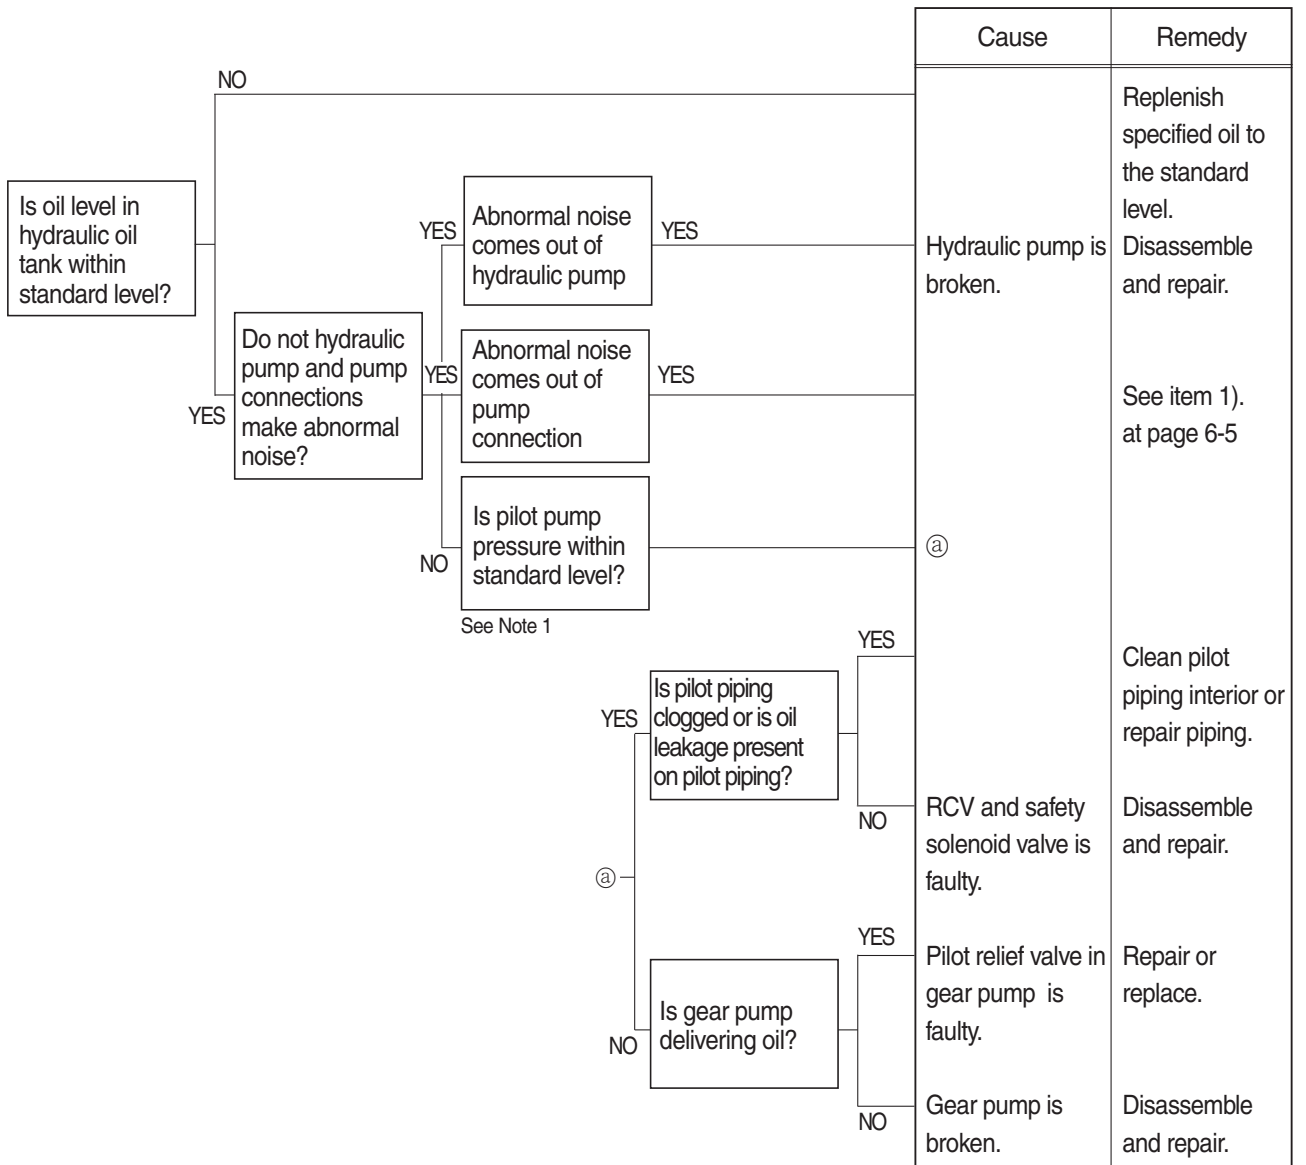 Cause
Remedy
NO
Replenish
specified oil to
the standard
level.
Is oil level in
hydraulic oil
tank within
standard level?
YES
Abnormal noise
comes out of
hydraulic pump
YES
Hydraulic pump is
broken.
Disassemble
and repair.
YES
Do not hydraulic
pump and pump
connections
make abnormal
noise?
YES
Abnormal noise
comes out of
pump
connection
YES
See item 1).
at page 6-5
NO
Is pilot pump
pressure within
standard level?
See Note 1
ⓐ
ⓐ
YES
Is pilot piping
clogged or is oil
leakage present
on pilot piping?
YES
Clean pilot
piping interior or
repair piping.
NO
RCV and safety
solenoid valve is
faulty.
Disassemble
and repair.
NO
Is gear pump
delivering oil?
YES
Pilot relief valve in
gear pump is
faulty.
Repair or
replace.
NO
Gear pump is
broken.
Disassemble
and repair.